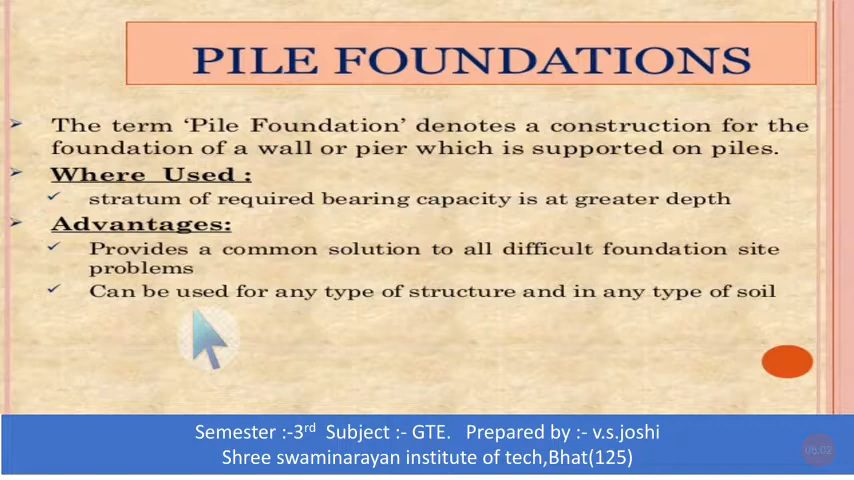 PILE FOUNDATIONS
➢ The term ‘Pile Foundation’ denotes a construction for the
foundation of a wall or pier which is supported on piles.
➢ Where Used :
✓ stratum of required bearing capacity is at greater depth
➢ Advantages:
✓ Provides a common solution to all difficult foundation site
problems
✓ Can be used for any type of structure and in any type of soil
Semester :-3rd Subject :- GTE. Prepared by :- v.s.joshi
Shree swaminarayan institute of tech,Bhat(125)
05:02